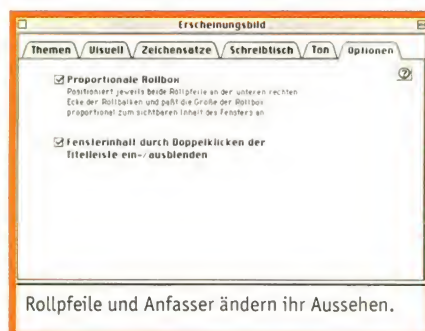 Erscheinungsbild
Themen Visuell Zeichensätze Schreibtisch Ton Optionen
Proportionale Rollbox
Positioniert jeweils beide Rollpfeile an der unteren rechten
Ecke der Rollbalken und paßt die Größe der Rollbox
proportional zum sichtbaren Inhalt des Fensters an
Fensterinhalt durch Doppelklicken der
Titelleiste ein-/ausblenden
Rollpfeile und Anfasser ändern ihr Aussehen.